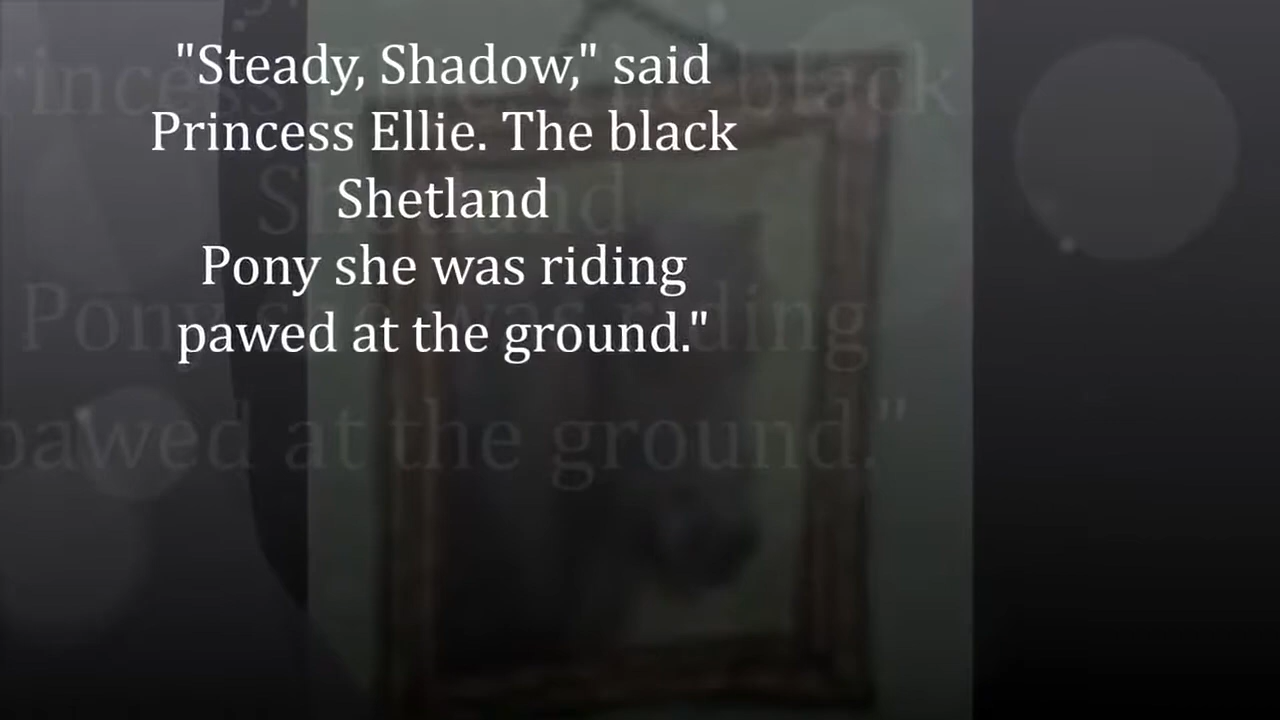 "Steady, Shadow," said
Princess Ellie. The black
Shetland
Pony she was riding
pawed at the ground."